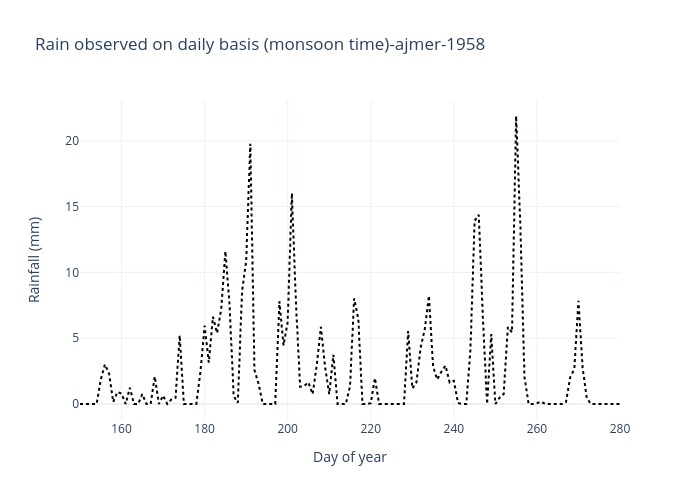 Rain observed on daily basis (monsoon time)-ajmer-1958
20
15
10
5
0
Rainfall (mm)
160 180 200 220 240 260 280
Day of year